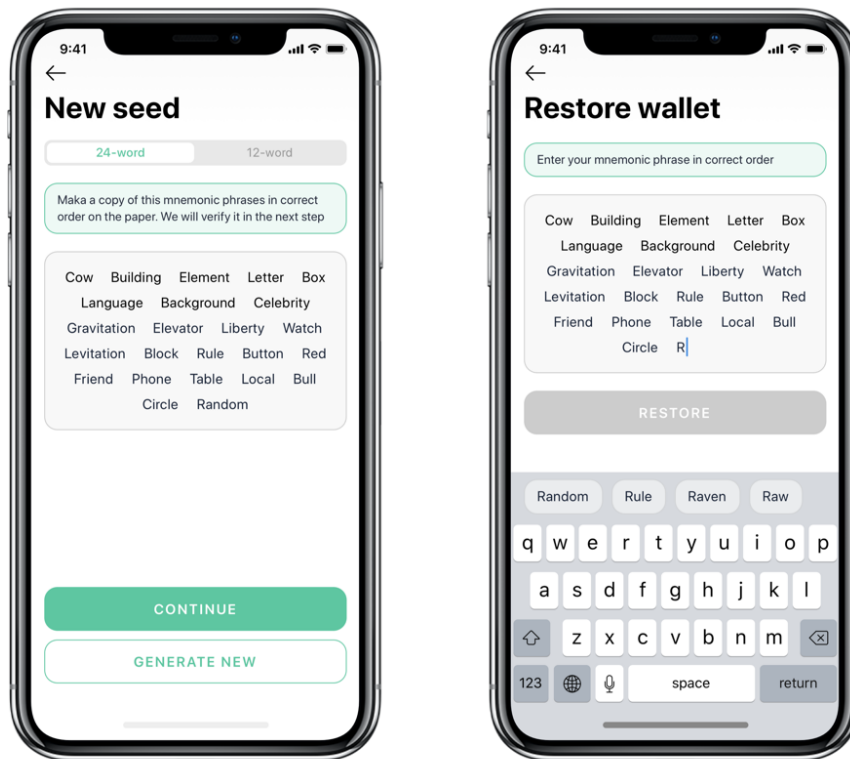 9:41
New seed
24-word 12-word
Maka a copy of this mnemonic phrases in correct
order on the paper. We will verify it in the next step
Cow Building Element Letter Box
Language Background Celebrity
Gravitation Elevator Liberty Watch
Levitation Block Rule Button Red
Friend Phone Table Local Bull
Circle Random
CONTINUE
GENERATE NEW
9:41
Restore wallet
Enter your mnemonic phrase in correct order
Cow Building Element Letter Box
Language Background Celebrity
Gravitation Elevator Liberty Watch
Levitation Block Rule Button Red
Friend Phone Table Local Bull
Circle R
RESTORE
Random Rule Raven Raw
q w e r t y u i o p
a s d f g h j k l
z x c v b n m
123 space return